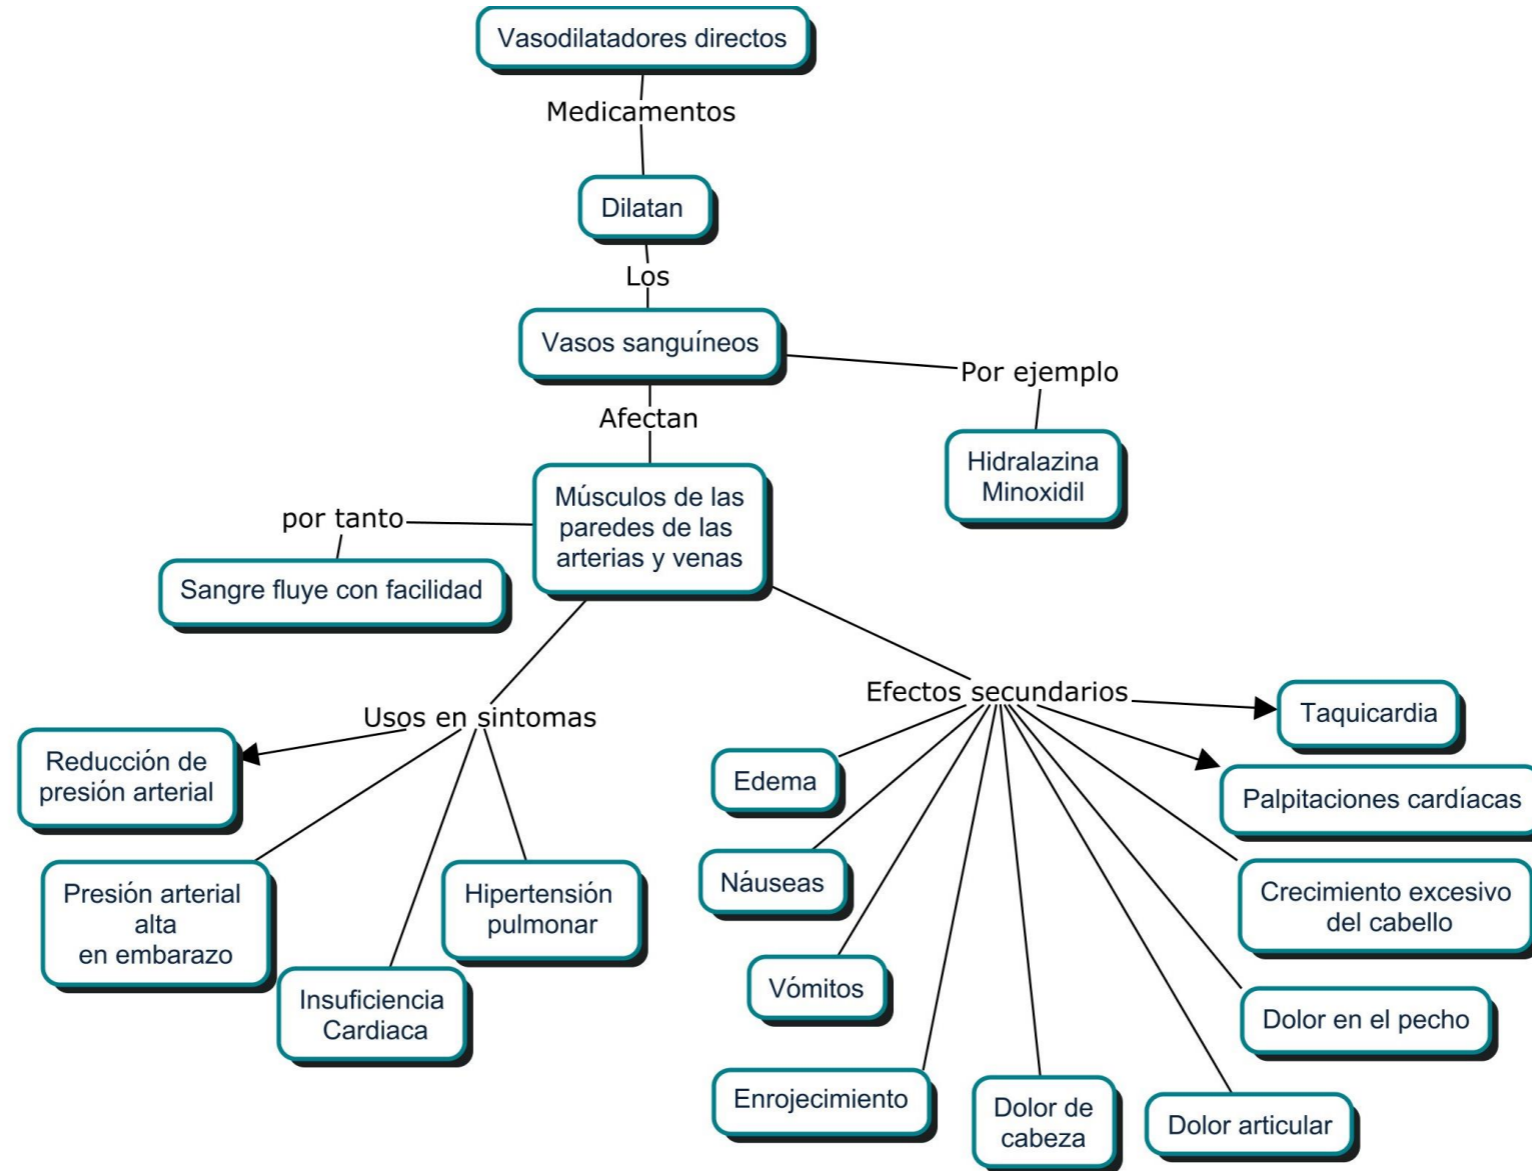 Vasodilatadores directos
Medicamentos
Dilatan
Los
Vasos sanguíneos
Por ejemplo
Afectan
Hidralazina
Minoxidil
Músculos de las
paredes de las
arterias y venas
por tanto
Sangre fluye con facilidad
Usos en sintomas
Reducción de
presión arterial
Presión arterial
alta
en embarazo
Insuficiencia
Cardiaca
Hipertensión
pulmonar
Efectos secundarios
Taquicardia
Palpitaciones cardíacas
Crecimiento excesivo
del cabello
Dolor en el pecho
Dolor articular
Dolor de
cabeza
Enrojecimiento
Vómitos
Náuseas
Edema